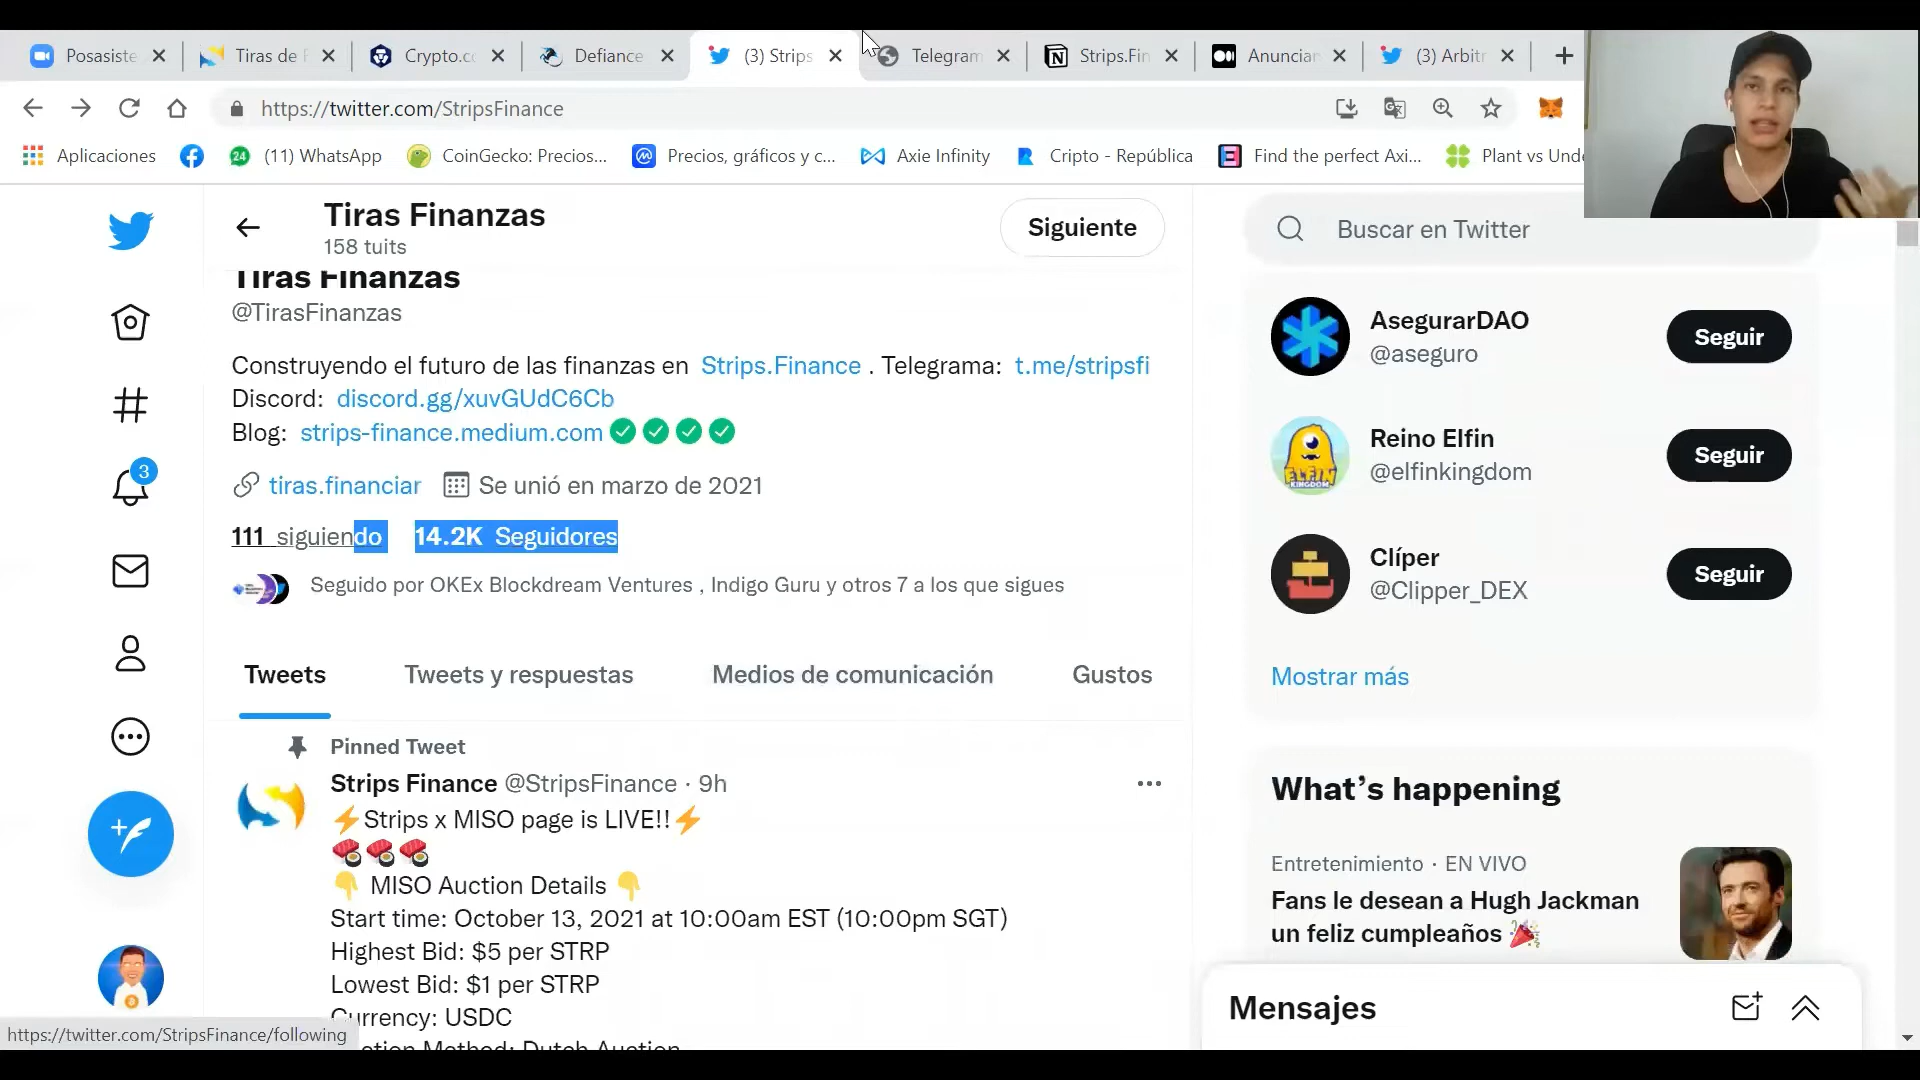 Posasiste
Tiras de F
Crypto.co
Defiance
(3) Strips
Telegram
Strips.Fin
Anuncian
(3) Arbitr
https://twitter.com/StripsFinance
Aplicaciones
24
(11) WhatsApp
CoinGecko: Precios...
Precios, gráficos y c...
Axie Infinity
Cripto - República
Find the perfect Axi...
Plant vs Unde
Tiras Finanzas
158 tuits
Siguiente
Buscar en Twitter
Tiras Finanzas
@TirasFinanzas
Construyendo el futuro de las finanzas en Strips.Finance . Telegrama: t.me/stripsfi
Discord: discord.gg/xuvGUdC6Cb
Blog: strips-finance.medium.com
tiras.financiar
Se unió en marzo de 2021
111 siguiendo 14.2K Seguidores
Seguido por OKEx Blockdream Ventures , Indigo Guru y otros 7 a los que sigues
3
Tweets
Tweets y respuestas
Medios de comunicación
Gustos
Pinned Tweet
Strips Finance @StripsFinance · 9h
⚡Strips x MISO page is LIVE!!⚡
🍣🍣🍣
👇 MISO Auction Details 👇
Start time: October 13, 2021 at 10:00am EST (10:00pm SGT)
Highest Bid: $5 per STRP
Lowest Bid: $1 per STRP
Currency: USDC
Auction Method: Dutch Auction
https://twitter.com/StripsFinance/following
AsegurarDAO
@aseguro
Seguir
Reino Elfin
@elfinkingdom
Seguir
ELFIN
KINGDOM
Clíper
@Clipper_DEX
Seguir
Mostrar más
What's happening
Entretenimiento · EN VIVO
Fans le desean a Hugh Jackman
un feliz cumpleaños 🎉
Mensajes